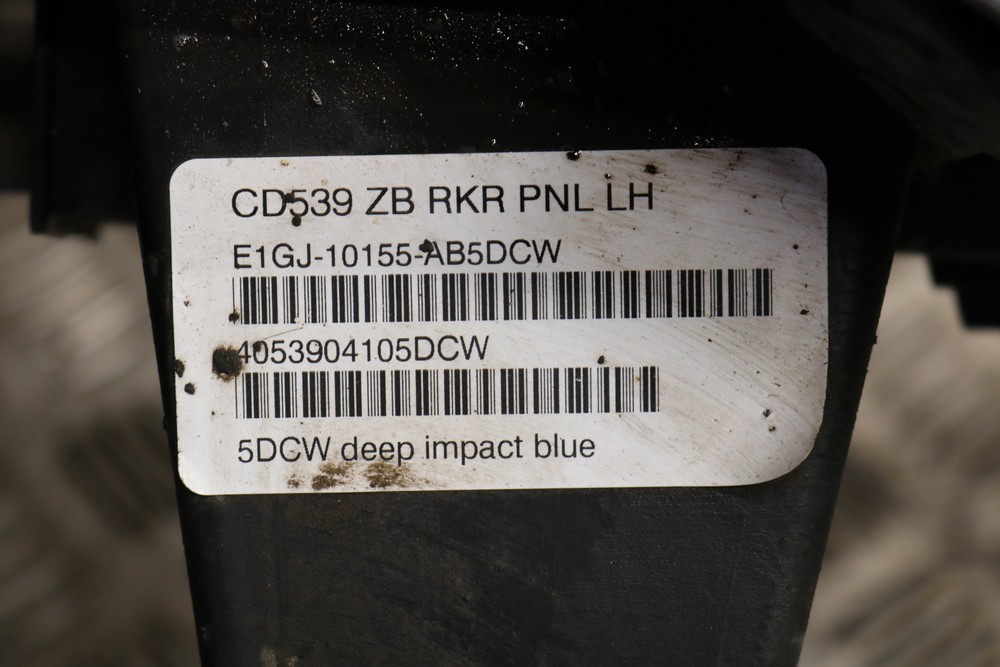 CD539 ZB RKR PNL LH
E1GJ-10155-AB5DCW
4053904105DCW
5DCW deep impact blue